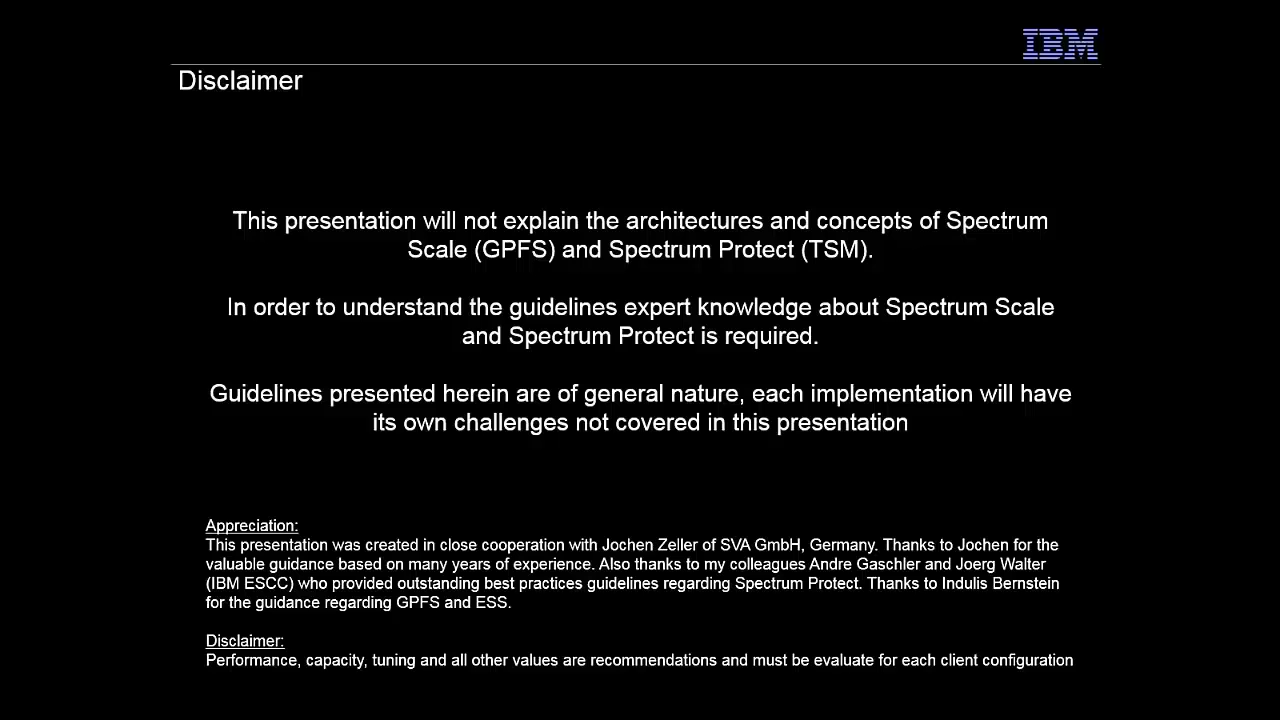 IBM
Disclaimer
This presentation will not explain the architectures and concepts of Spectrum
Scale (GPFS) and Spectrum Protect (TSM).
In order to understand the guidelines expert knowledge about Spectrum Scale
and Spectrum Protect is required.
Guidelines presented herein are of general nature, each implementation will have
its own challenges not covered in this presentation
Appreciation:
This presentation was created in close cooperation with Jochen Zeller of SVA GmbH, Germany. Thanks to Jochen for the
valuable guidance based on many years of experience. Also thanks to my colleagues Andre Gaschler and Joerg Walter
(IBM ESCC) who provided outstanding best practices guidelines regarding Spectrum Protect. Thanks to Indulis Bernstein
for the guidance regarding GPFS and ESS.
Disclaimer:
Performance, capacity, tuning and all other values are recommendations and must be evaluate for each client configuration